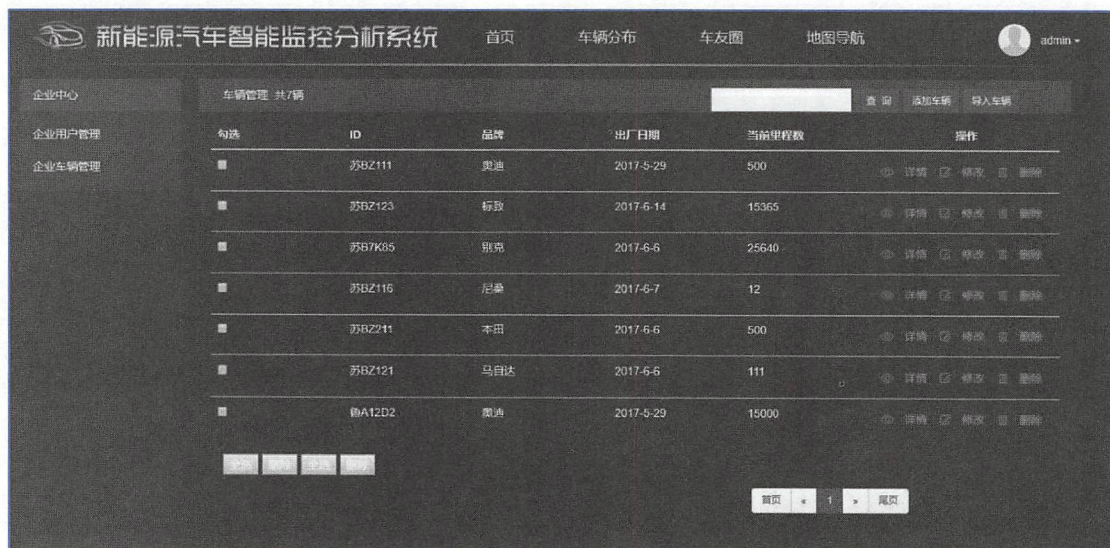 新能源汽车智能监控分析系统 首页 车辆分布 车友圈 地图导航 admin
企业中心
企业用户管理
企业车辆管理
车辆管理 共7辆 查询 添加车辆 导入车辆
勾选 ID 品牌 出厂日期 当前里程数 操作
苏BZ111 奥迪 2017-5-29 500 详情 修改 删除
苏BZ123 标致 2017-6-14 15365 详情 修改 删除
苏B7K85 别克 2017-6-6 25640 详情 修改 删除
苏BZ116 尼桑 2017-6-7 12 详情 修改 删除
苏BZ211 本田 2017-6-6 500 详情 修改 删除
苏BZ121 马自达 2017-6-6 111 详情 修改 删除
鲁A12D2 奥迪 2017-5-29 15000 详情 修改 删除
首页 « 1 » 尾页